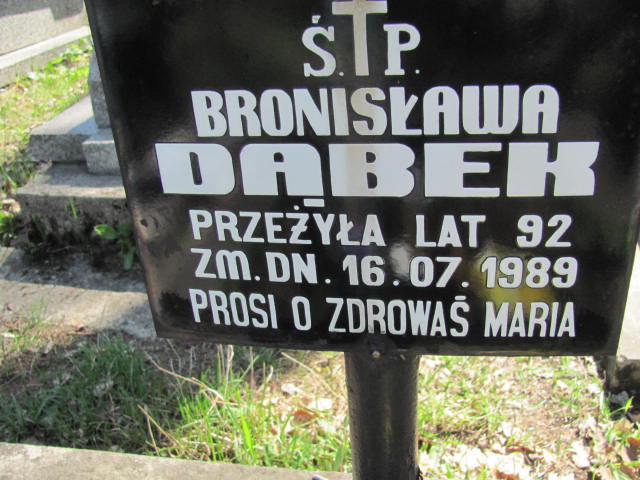 Ś.P.
BRONISŁAWA
DĄBEK
PRZEŻYŁA LAT 92
ZM. DN. 16.07.1989
PROSI O ZDROWAŚ MARIA